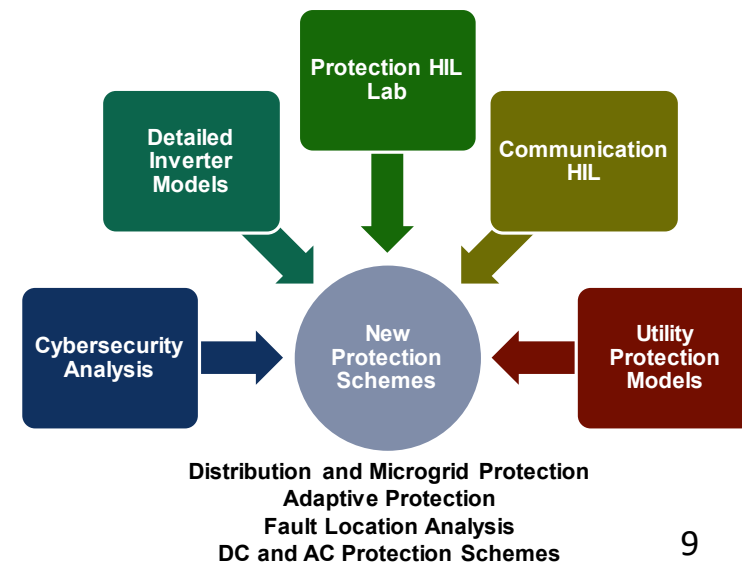 Protection HIL
Lab
Detailed
Inverter
Models
Communication
HIL
Cybersecurity
Analysis
New
Protection
Schemes
Utility
Protection
Models
Distribution and Microgrid Protection
Adaptive Protection
Fault Location Analysis
DC and AC Protection Schemes
9